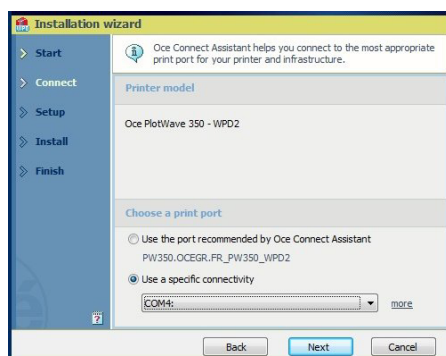 Installation wizard
Start
Connect
Setup
Install
Finish
Oce Connect Assistant helps you connect to the most appropriate
print port for your printer and infrastructure.
Printer model
Oce PlotWave 350 - WPD2
Choose a print port
Use the port recommended by Oce Connect Assistant
PW350.OCEGR.FR_PW350_WPD2
Use a specific connectivity
COM4:
more
Back
Next
Cancel